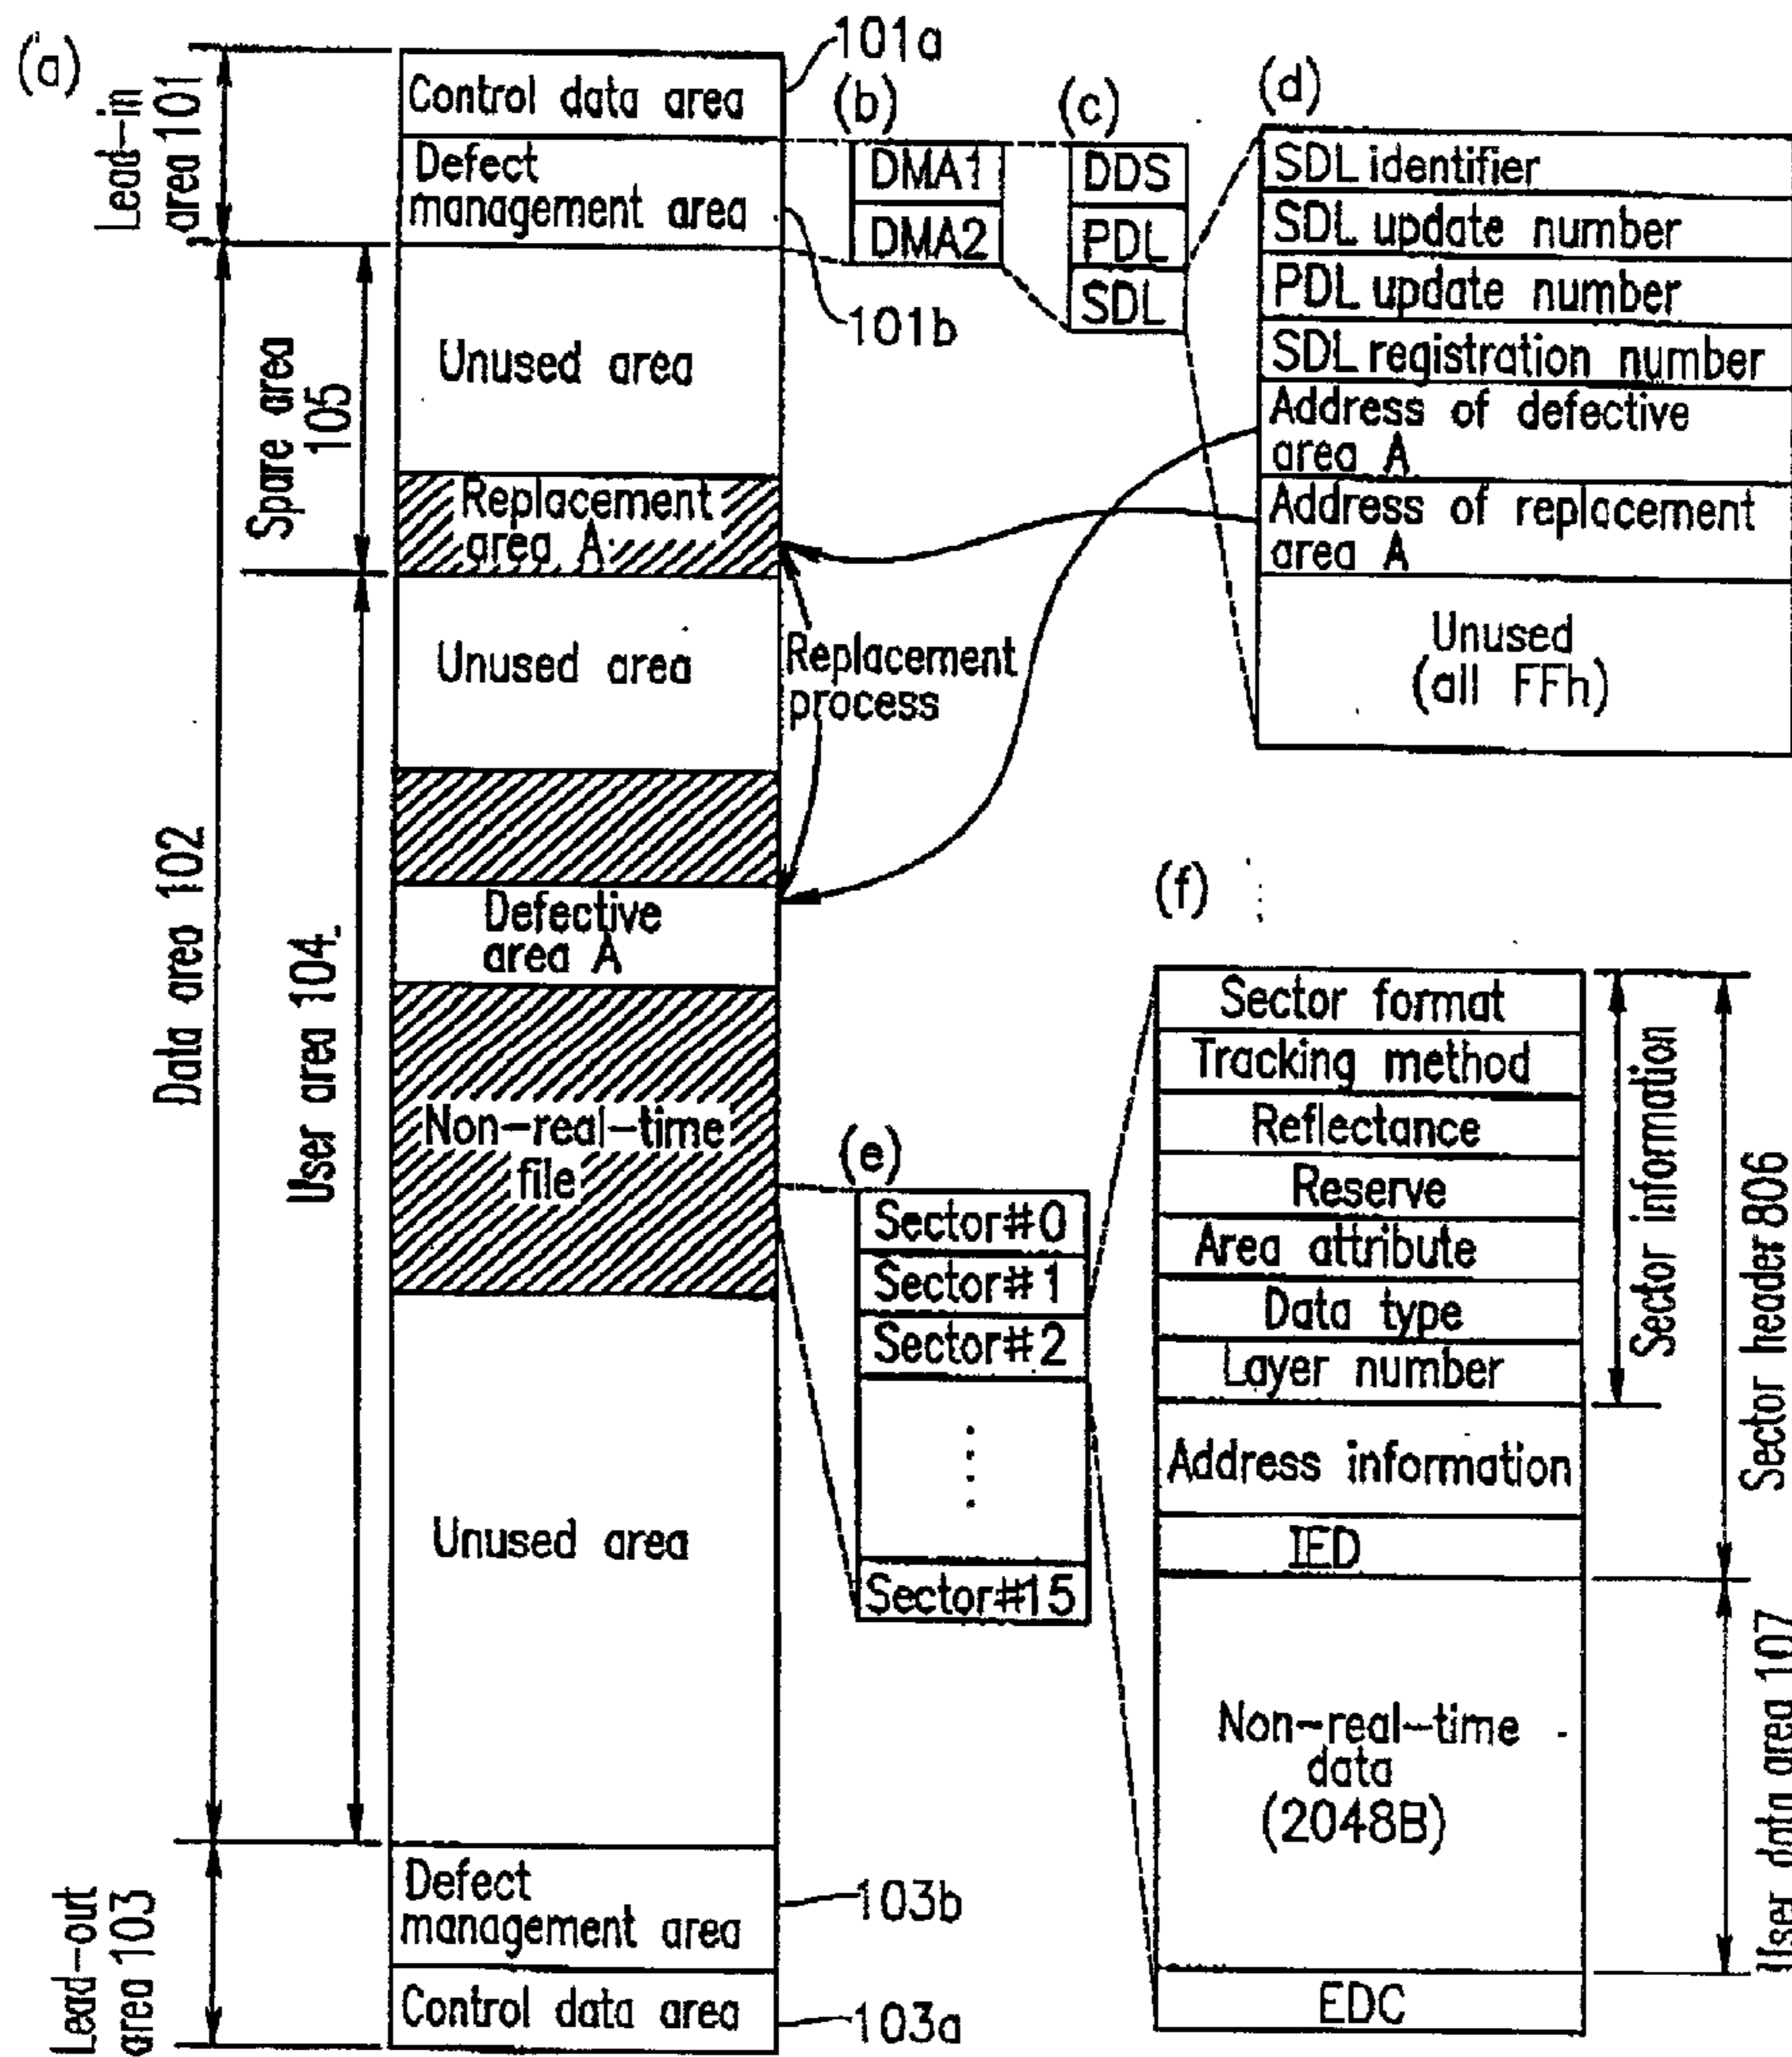 (a)
Lead-in
area 101
Control data area
101a
Defect
management area
101b
(b)
DMA1
DMA2
(c)
DDS
PDL
SDL
(d)
SDL identifier
SDL update number
PDL update number
SDL registration number
Address of defective
area A
Address of replacement
area A
Unused
(all FFh)
Data area 102
Spare area
105
Unused area
Replacement
area A
User area 104
Unused area
Replacement
process
Defective
area A
Non-real-time
file
Unused area
(e)
Sector#0
Sector#1
Sector#2
Sector#15
(f)
Sector format
Tracking method
Reflectance
Reserve
Area attribute
Data type
Layer number
Address information
IED
Non-real-time
data
(2048B)
EDC
Sector information
Sector header 806
User data area 107
Lead-out
area 103
Defect
management area
103b
Control data area
103a